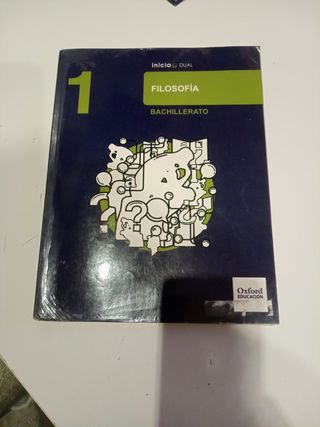 inicia DUAL
1
FILOSOFÍA
BACHILLERATO
Oxford
EDUCACIÓN